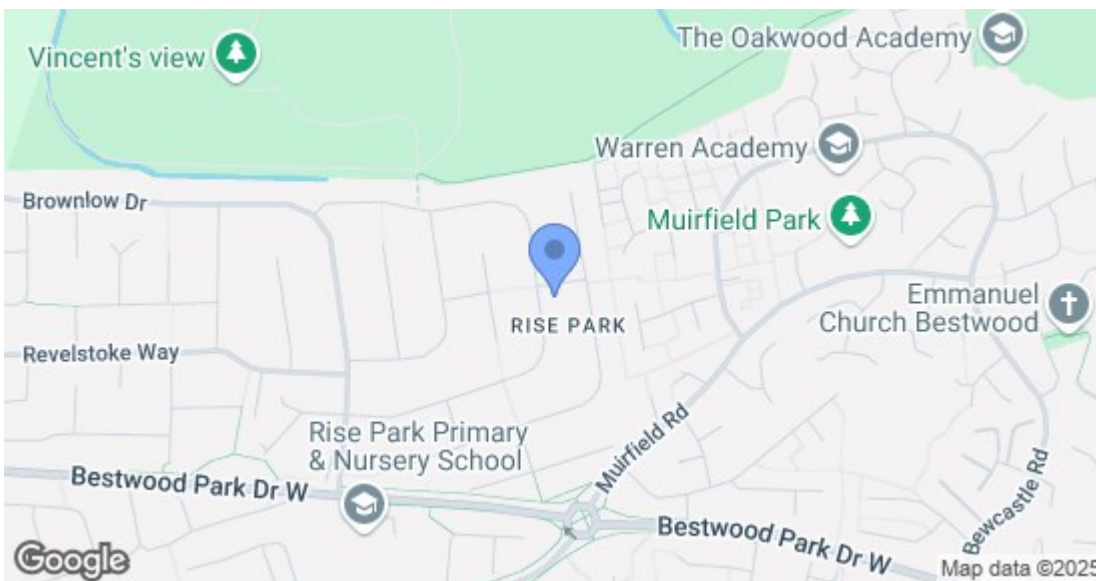 The Oakwood Academy
Vincent's view
Warren Academy
Brownlow Dr
Muirfield Park
Emmanuel
Church Bestwood
RISE PARK
Revelstoke Way
Rise Park Primary
& Nursery School
Muirfield Rd
Bestwood Park Dr W
Bewcastle Rd
Bestwood Park Dr W
Google
Map data ©2025